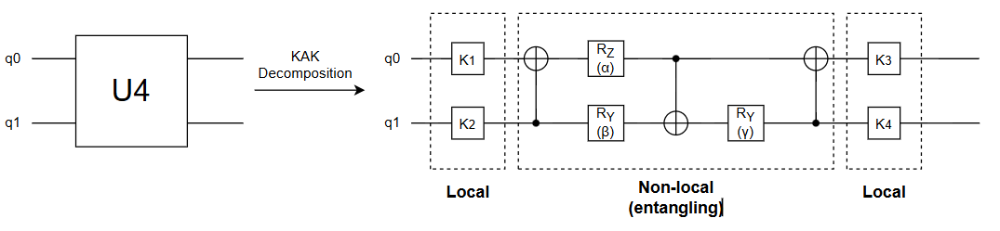 q0
q1
U4
KAK
Decomposition
q0
q1
K1
K2
RZ
(α)
RY
(β)
RY
(γ)
K3
K4
Local
Non-local
(entangling)
Local